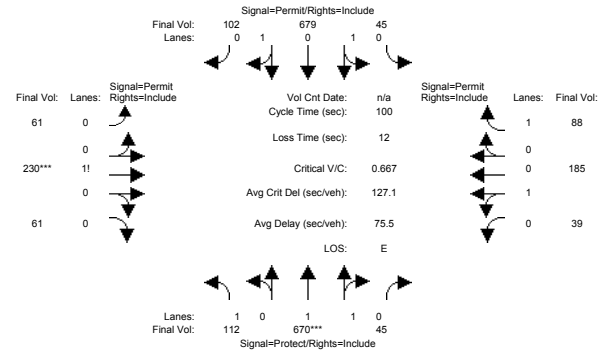 Signal=Permit/Rights=Include
Final Vol: 102 679 45
Lanes: 0 1 0 1 0
Signal=Permit
Final Vol: Lanes: Rights=Include
Vol Cnt Date: n/a
Signal=Permit
Rights=Include Lanes: Final Vol:
Cycle Time (sec): 100
61 0
1 88
Loss Time (sec): 12
0
0
230*** 1!
Critical V/C: 0.667
0 185
0
Avg Crit Del (sec/veh): 127.1
1
61 0
Avg Delay (sec/veh): 75.5
0 39
LOS: E
Lanes: 1 0 1 1 0
Final Vol: 112 670*** 45
Signal=Protect/Rights=Include